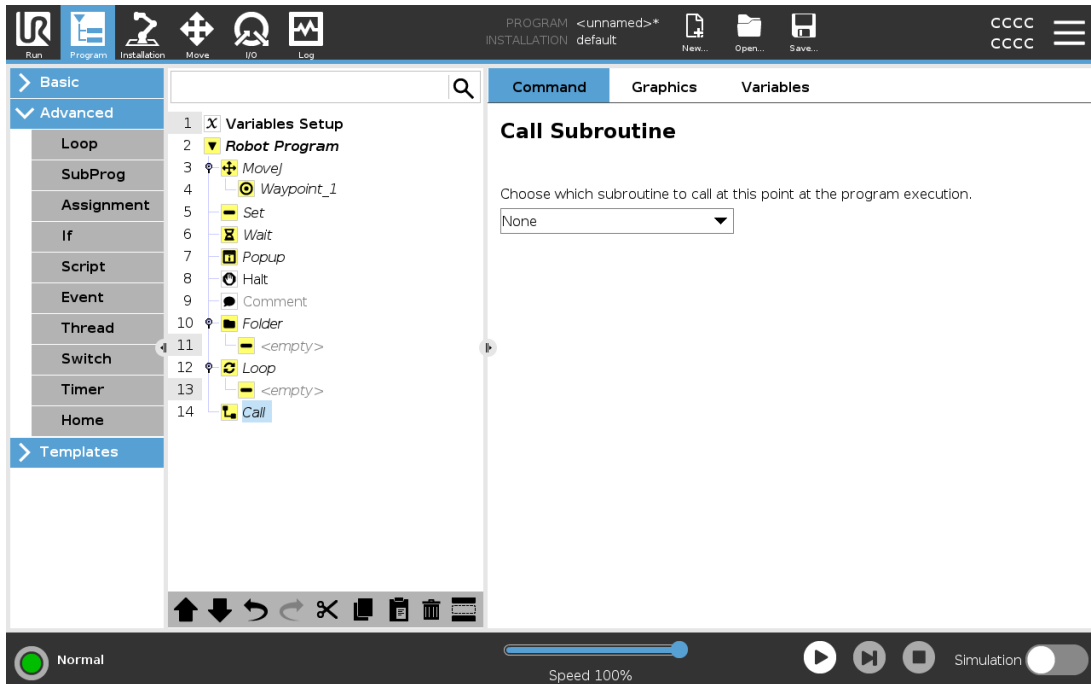 UR
Run
Program
Installation
Move
I/O
Log
PROGRAM <unnamed>*
INSTALLATION default
New...
Open...
Save...
CCCC
CCCC
Basic
Advanced
Loop
SubProg
Assignment
If
Script
Event
Thread
Switch
Timer
Home
Templates
1 X Variables Setup
2 Robot Program
3 MoveJ
4 Waypoint_1
5 Set
6 Wait
7 Popup
8 Halt
9 Comment
10 Folder
11 <empty>
12 Loop
13 <empty>
14 Call
Command Graphics Variables
Call Subroutine
Choose which subroutine to call at this point at the program execution.
None
Normal
Speed 100%
Simulation